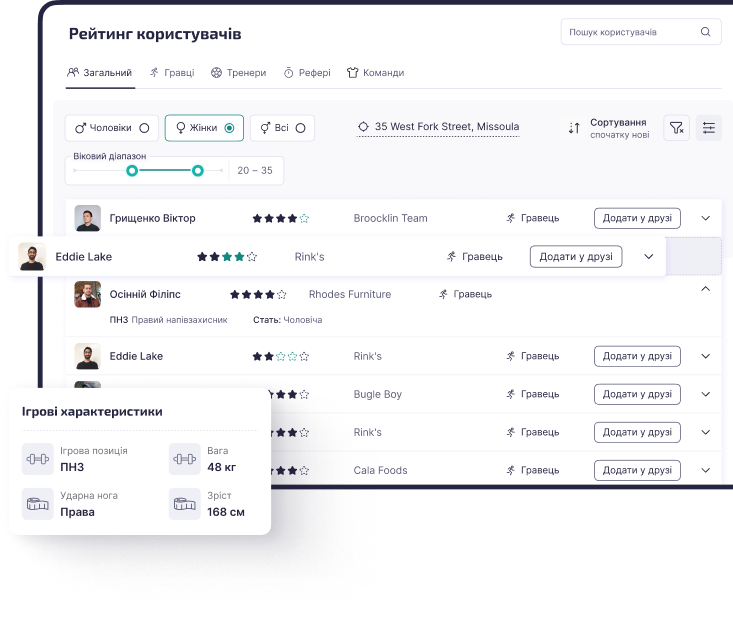 Рейтинг користувачів
Пошук користувачів
Загальний Гравці Тренери Рефері Команди
Чоловіки Жінки Всі 35 West Fork Street, Missoula Сортування
спочатку нові
Віковий діапазон
20 – 35
Грищенко Віктор Broocklin Team Гравець Додати у друзі
Eddie Lake Rink's Гравець Додати у друзі
Осінній Філіпс Rhodes Furniture Гравець
ПНЗ Правий напівзахисник Стать: Чоловіча
Eddie Lake Rink's Гравець Додати у друзі
Bugle Boy Гравець Додати у друзі
Rink's Гравець Додати у друзі
Cala Foods Гравець Додати у друзі
Ігрові характеристики
Ігрова позиція Вага
ПНЗ 48 кг
Ударна нога Зріст
Права 168 см